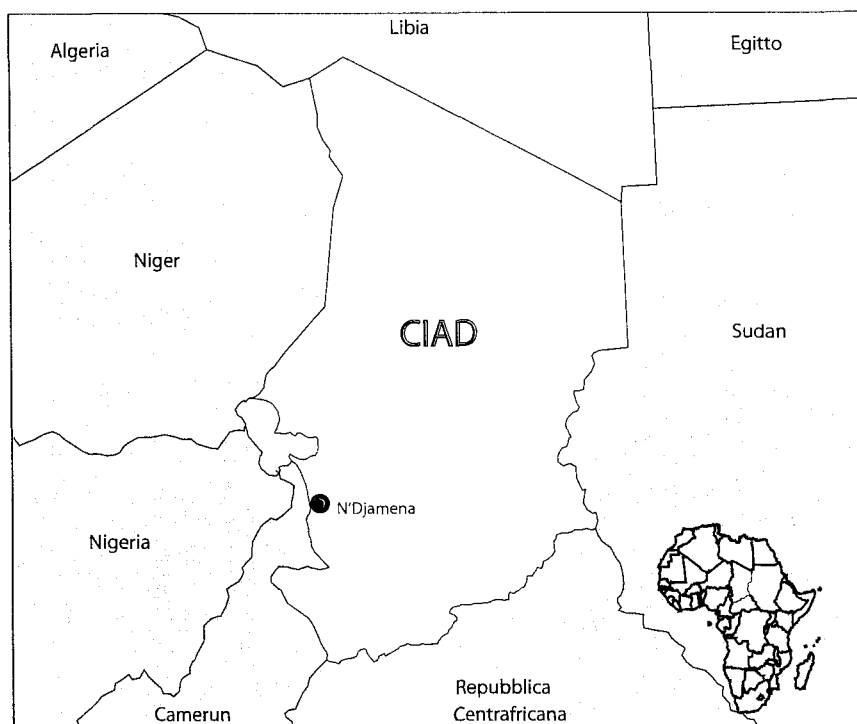 Libia
Algeria
Egitto
Niger
CIAD
Sudan
N'Djamena
Nigeria
Repubblica
Camerun
Centrafricana